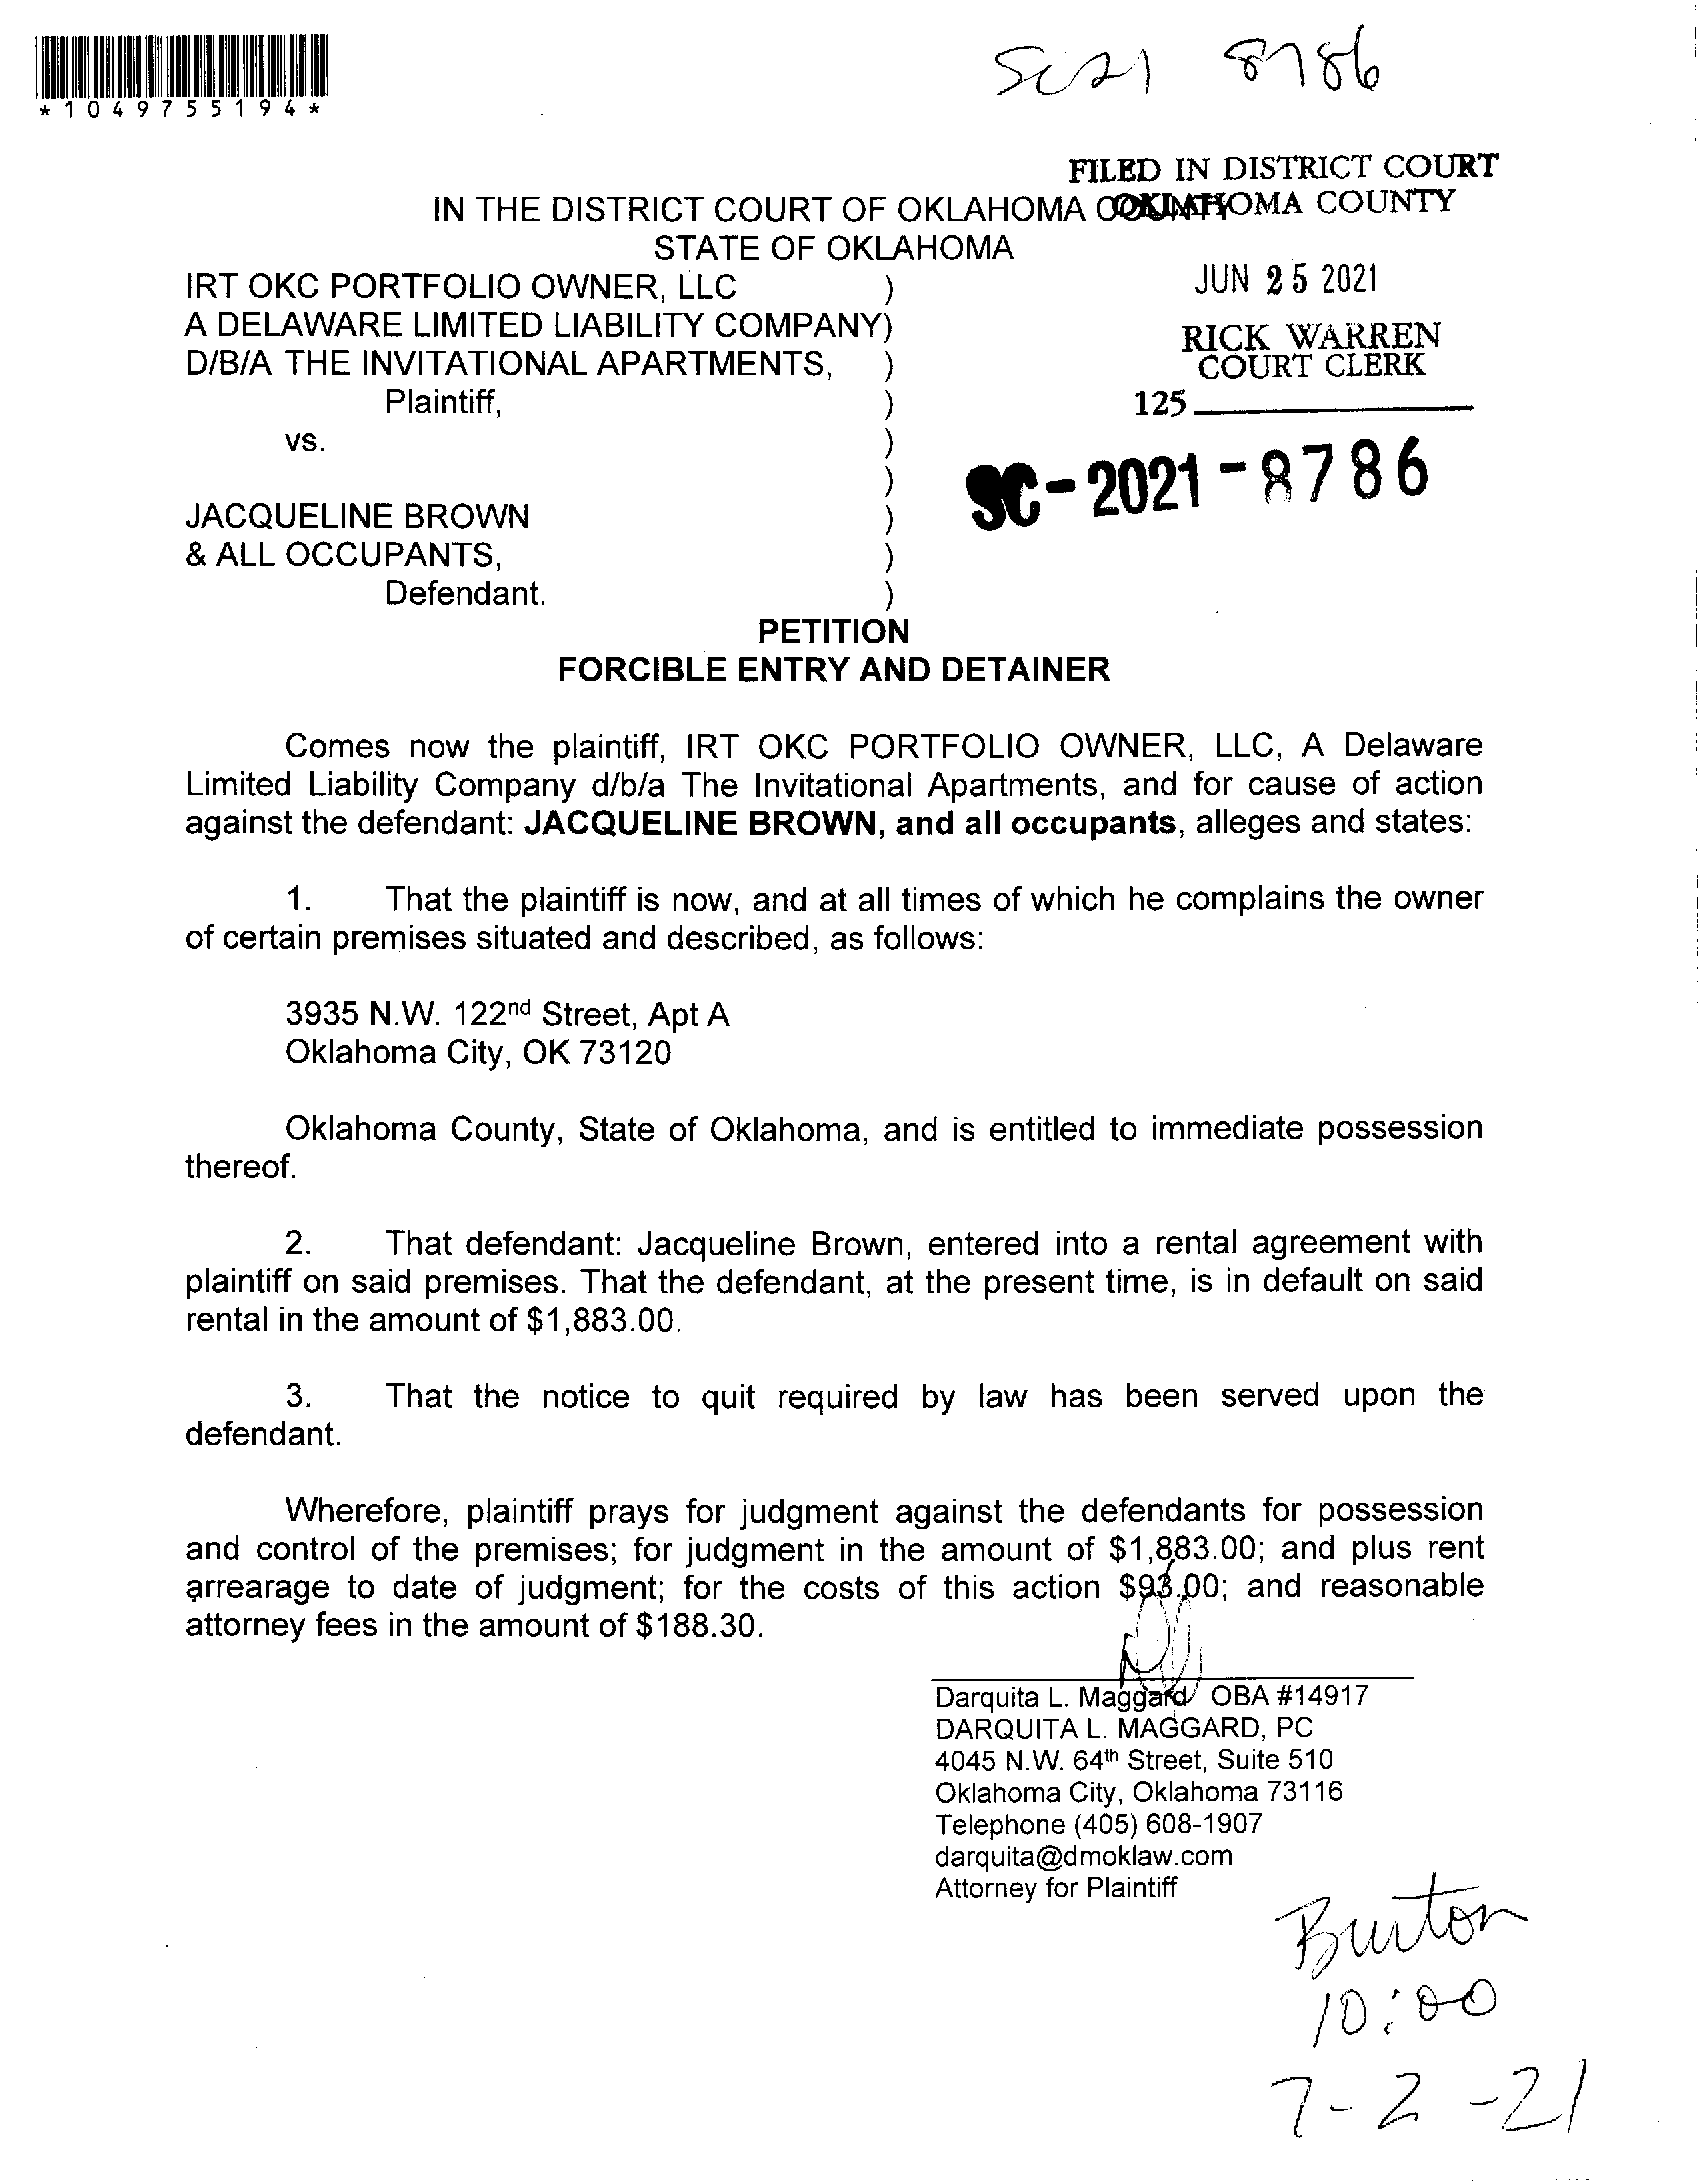 *1049755194*
SC21 8786
FILED IN DISTRICT COURT
OKLAHOMA COUNTY
IN THE DISTRICT COURT OF OKLAHOMA COUNTY
STATE OF OKLAHOMA
JUN 25 2021
RICK WARREN
COURT CLERK
125
SC-2021-8786
IRT OKC PORTFOLIO OWNER, LLC )
A DELAWARE LIMITED LIABILITY COMPANY)
D/B/A THE INVITATIONAL APARTMENTS, )
Plaintiff, )
vs. )
)
JACQUELINE BROWN )
& ALL OCCUPANTS, )
Defendant. )
PETITION
FORCIBLE ENTRY AND DETAINER
Comes now the plaintiff, IRT OKC PORTFOLIO OWNER, LLC, A Delaware
Limited Liability Company d/b/a The Invitational Apartments, and for cause of action
against the defendant: JACQUELINE BROWN, and all occupants, alleges and states:
1. That the plaintiff is now, and at all times of which he complains the owner
of certain premises situated and described, as follows:
3935 N.W. 122nd Street, Apt A
Oklahoma City, OK 73120
Oklahoma County, State of Oklahoma, and is entitled to immediate possession
thereof.
2. That defendant: Jacqueline Brown, entered into a rental agreement with
plaintiff on said premises. That the defendant, at the present time, is in default on said
rental in the amount of $1,883.00.
3. That the notice to quit required by law has been served upon the
defendant.
Wherefore, plaintiff prays for judgment against the defendants for possession
and control of the premises; for judgment in the amount of $1,883.00; and plus rent
arrearage to date of judgment; for the costs of this action $93.00; and reasonable
attorney fees in the amount of $188.30.
Darquita L. Maggard OBA #14917
DARQUITA L. MAGGARD, PC
4045 N.W. 64th Street, Suite 510
Oklahoma City, Oklahoma 73116
Telephone (405) 608-1907
darquita@dmoklaw.com
Attorney for Plaintiff
Burton
10:00
7-2-21